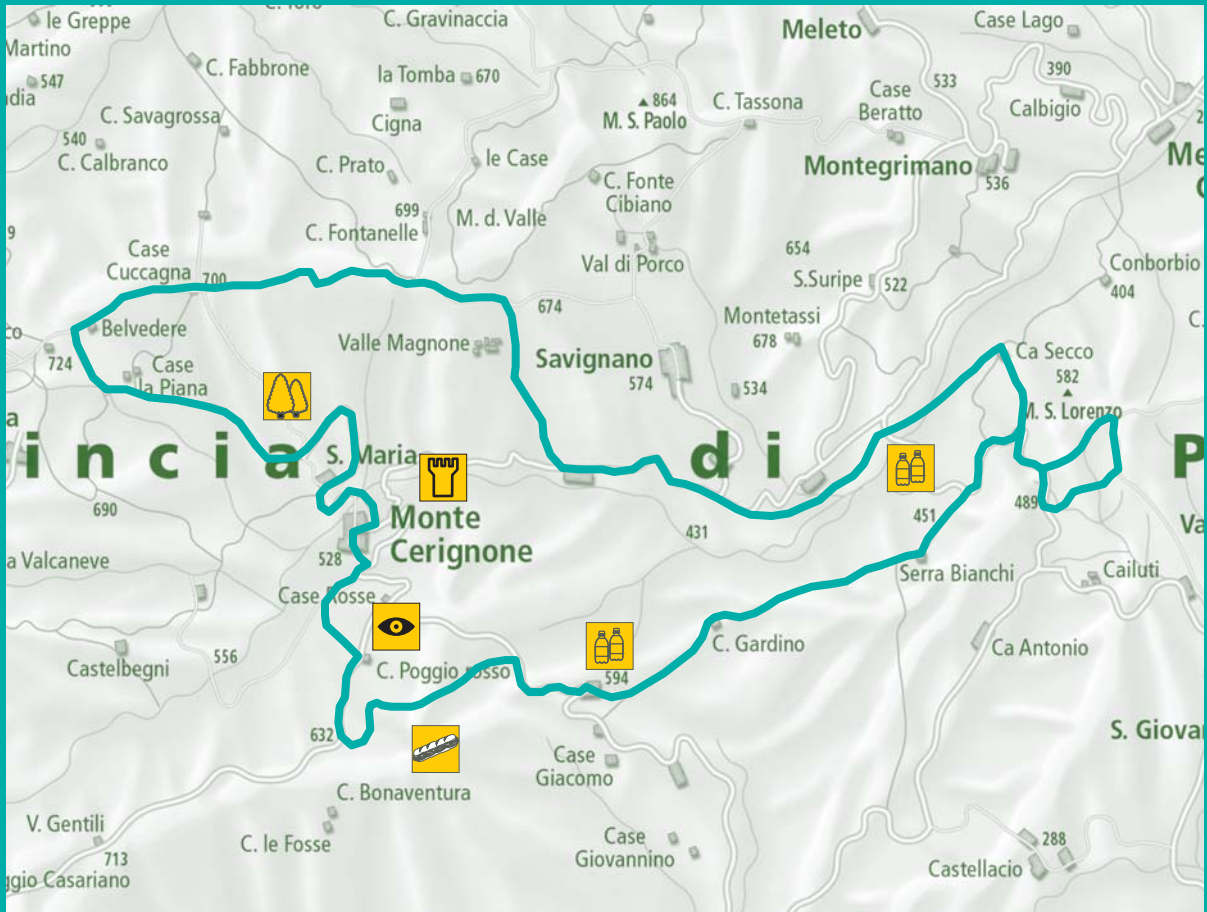 le Greppe
C. Gravinaccia
Meleto
Case Lago
Martino
C. Fabbrone
la Tomba
670
533
390
547
Case
Beratto
Calbigio
C. Savagrossa
Cigna
864
M. S. Paolo
C. Tassona
540
C. Calbranco
C. Prato
le Case
Montegrimano
536
C. Fonte
Cibiano
699
C. Fontanelle
M. d. Valle
Case
Cuccagna
700
Val di Porco
654
S.Suripe
522
Conborbio
404
674
Belvedere
Valle Magnone
Montetassi
678
724
Case
la Piana
Savignano
574
534
Ca Secco
582
M. S. Lorenzo
incia di P
S. Maria
690
Monte
Cerignone
528
431
451
489
a Valcaneve
Case Rosse
Serra Bianchi
Cailuti
Castelbegni
556
C. Poggio rosso
594
C. Gardino
Ca Antonio
632
S. Giova
Case
Giacomo
C. Bonaventura
V. Gentili
713
C. le Fosse
Case
Giovannino
288
Castellacio
ggio Casariano